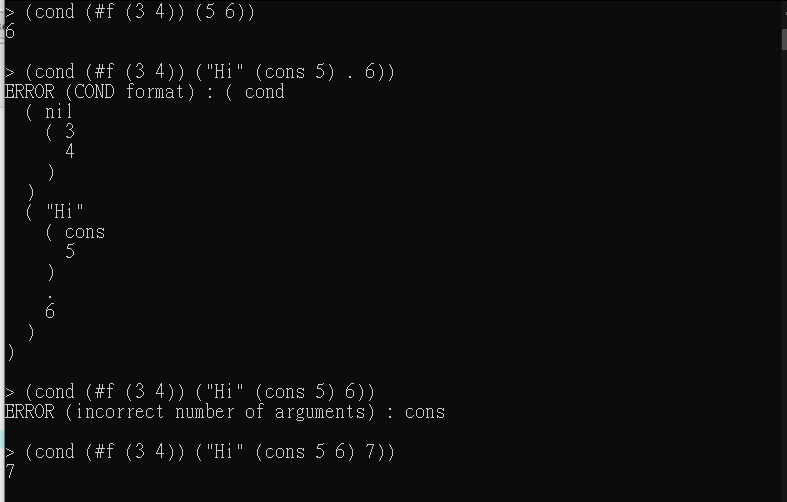 > (cond (#f (3 4)) (5 6))
6
> (cond (#f (3 4)) ("Hi" (cons 5) . 6))
ERROR (COND format) : ( cond
( nil
( 3
4
)
)
( "Hi"
( cons
5
)
.
6
)
)
> (cond (#f (3 4)) ("Hi" (cons 5) 6))
ERROR (incorrect number of arguments) : cons
> (cond (#f (3 4)) ("Hi" (cons 5 6) 7))
7